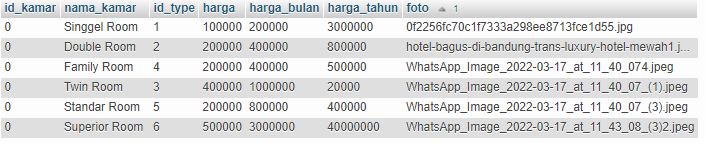 id_kamar nama_kamar id_type harga harga_bulan harga_tahun foto 1
0 Singgel Room 1 100000 200000 3000000 0f2256fc70c1f7333a298ee8713fce1d55.jpg
0 Double Room 2 200000 400000 800000 hotel-bagus-di-bandung-trans-luxury-hotel-mewah1.j...
0 Family Room 4 200000 400000 500000 WhatsApp_Image_2022-03-17_at_11_40_074.jpeg
0 Twin Room 3 400000 1000000 20000 WhatsApp_Image_2022-03-17_at_11_40_07_(1).jpeg
0 Standar Room 5 200000 800000 400000 WhatsApp_Image_2022-03-17_at_11_40_07_(3).jpeg
0 Superior Room 6 500000 3000000 40000000 WhatsApp_Image_2022-03-17_at_11_43_08_(3)2.jpeg